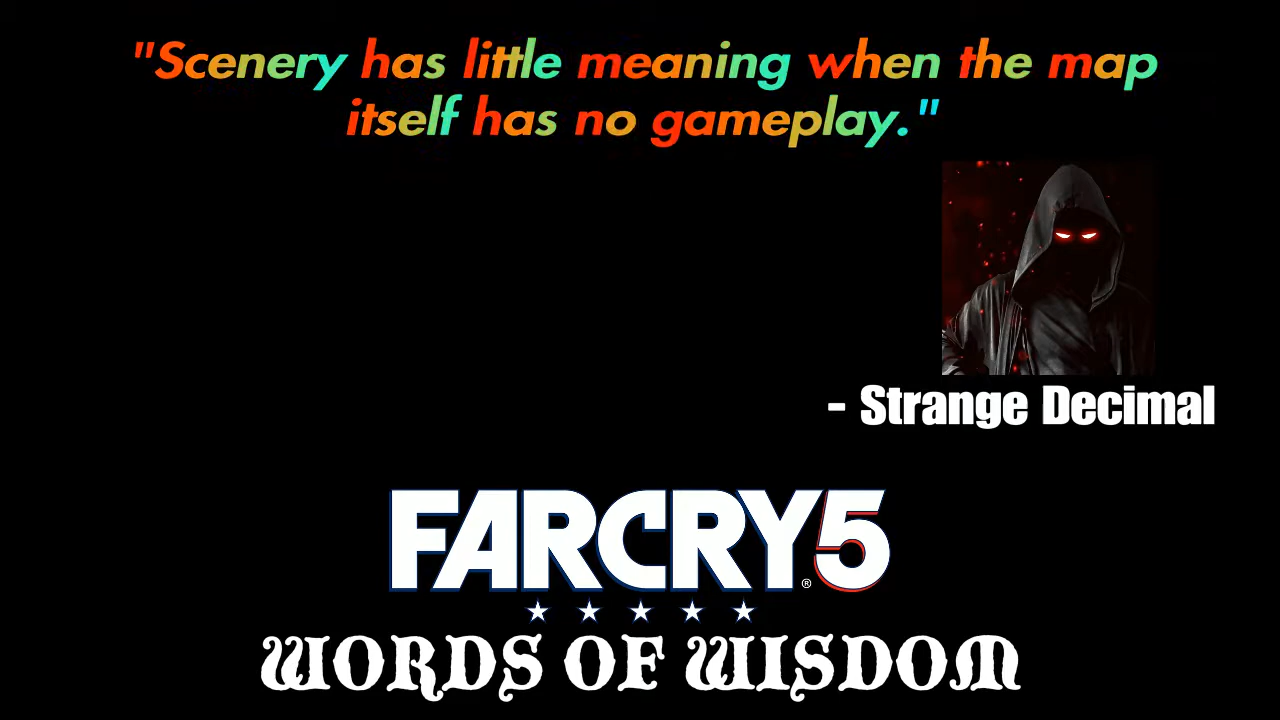 "Scenery has little meaning when the map
itself has no gameplay."
- Strange Decimal
FARCRY5®
WORDS OF WISDOM